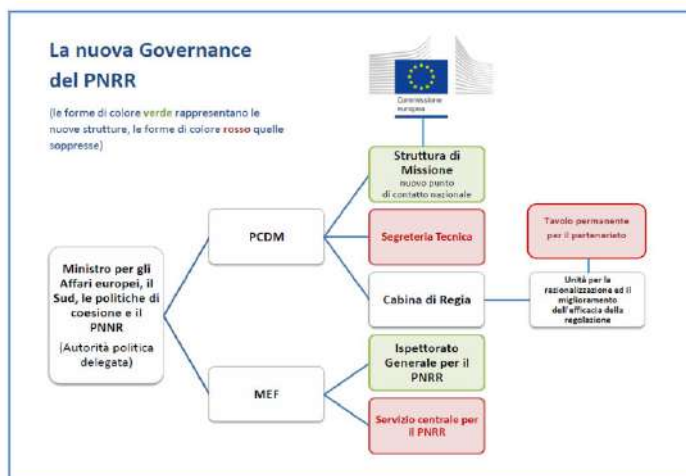 La nuova Governance
del PNRR
(le forme di colore verde rappresentano le
nuove strutture, le forme di colore rosso quelle
soppresse)
Commissione
europea
Struttura di
Missione
nuovo punto
di contatto nazionale
PCDM
Segreteria Tecnica
Tavolo permanente
per il partenariato
Ministro per gli
Affari europei, il
Sud, le politiche di
coesione e il
PNNR
(Autorità politica
delegata)
Cabina di Regia
Unità per la
razionalizzazione ed il
miglioramento
dell'efficacia della
regolazione
Ispettorato
Generale per il
PNRR
MEF
Servizio centrale per
il PNRR